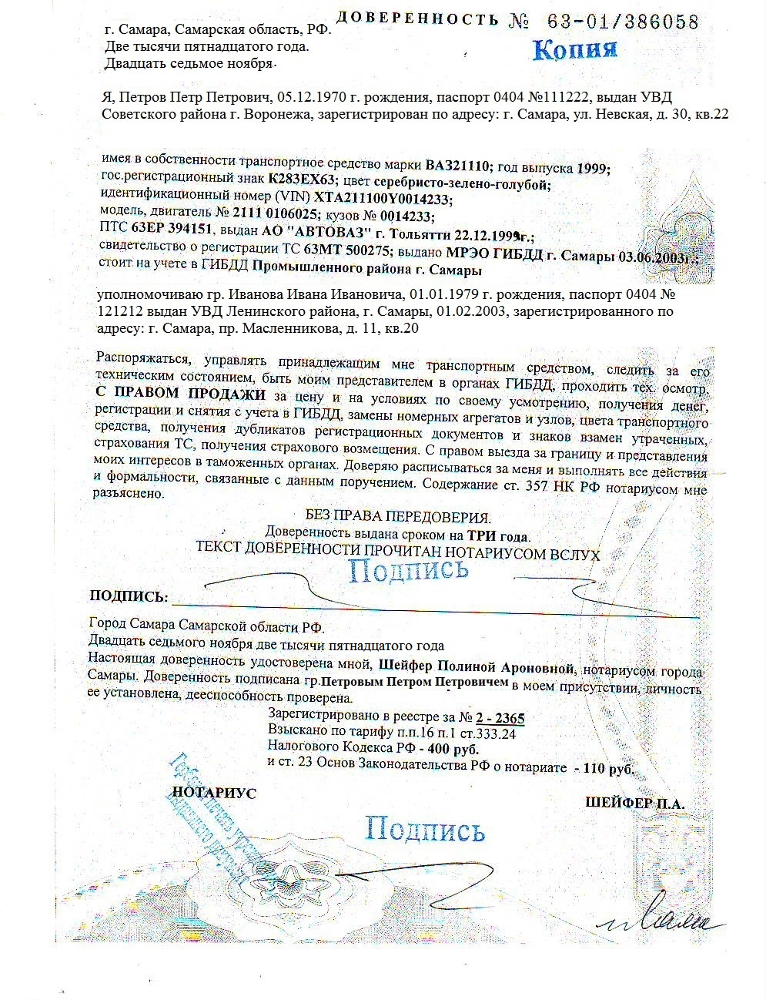 ДОВЕРЕННОСТЬ № 63-01/386058
г. Самара, Самарская область, РФ.
Две тысячи пятнадцатого года.
Копия
Двадцать седьмое ноября.
Я, Петров Петр Петрович, 05.12.1970 г. рождения, паспорт 0404 №111222, выдан УВД
Советского района г. Воронежа, зарегистрирован по адресу: г. Самара, ул. Невская, д. 30, кв.22
имея в собственности транспортное средство марки ВАЗ21110; год выпуска 1999;
гос.регистрационный знак К283ЕХ63; цвет серебристо-зелено-голубой;
идентификационный номер (VIN) XTA211100Y0014233;
модель, двигатель № 2111 0106025; кузов № 0014233;
ПТС 63ЕР 394151, выдан АО "АВТОВАЗ" г. Тольятти 22.12.1999г.;
свидетельство о регистрации ТС 63МТ 500275; выдано МРЭО ГИБДД г. Самары 03.06.2003г.;
стоит на учете в ГИБДД Промышленного района г. Самары
уполномочиваю гр. Иванова Ивана Ивановича, 01.01.1979 г. рождения, паспорт 0404 №
121212 выдан УВД Ленинского района, г. Самары, 01.02.2003, зарегистрированного по
адресу: г. Самара, пр. Масленникова, д. 11, кв.20
Распоряжаться, управлять принадлежащим мне транспортным средством, следить за его
техническим состоянием, быть моим представителем в органах ГИБДД, проходить тех. осмотр.
С ПРАВОМ ПРОДАЖИ за цену и на условиях по своему усмотрению, получения денег,
регистрации и снятия с учета в ГИБДД, замены номерных агрегатов и узлов, цвета транспортного
средства, получения дубликатов регистрационных документов и знаков взамен утраченных,
страхования ТС, получения страхового возмещения. С правом выезда за границу и представления
моих интересов в таможенных органах. Доверяю расписываться за меня и выполнять все действия
и формальности, связанные с данным поручением. Содержание ст. 357 НК РФ нотариусом мне
разъяснено.
БЕЗ ПРАВА ПЕРЕДОВЕРИЯ.
Доверенность выдана сроком на ТРИ года.
ТЕКСТ ДОВЕРЕННОСТИ ПРОЧИТАН НОТАРИУСОМ ВСЛУХ
Подпись
ПОДПИСЬ:
Город Самара Самарской области РФ.
Двадцать седьмого ноября две тысячи пятнадцатого года
Настоящая доверенность удостоверена мной, Шейфер Полиной Ароновной, нотариусом города
Самары. Доверенность подписана гр.Петровым Петром Петровичем в моем присутствии, личность
ее установлена, дееспособность проверена.
Зарегистрировано в реестре за № 2 - 2365
Взыскано по тарифу п.п.16 п.1 ст.333.24
Налогового Кодекса РФ - 400 руб.
и ст. 23 Основ Законодательства РФ о нотариате - 110 руб.
Гербовая печать
НОТАРИУС
ШЕЙФЕР П.А.
Подпись